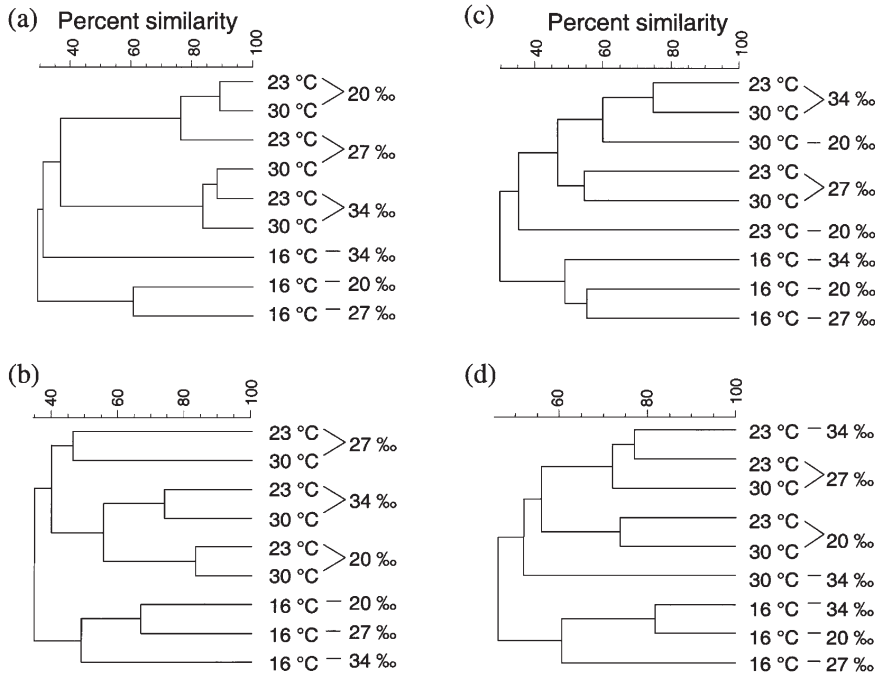 (a)
Percent similarity
40 60 80 100
23 °C
30 °C
20 ‰
23 °C
30 °C
27 ‰
23 °C
30 °C
34 ‰
16 °C — 34 ‰
16 °C — 20 ‰
16 °C — 27 ‰
(b)
40 60 80 100
23 °C
30 °C
27 ‰
23 °C
30 °C
34 ‰
23 °C
30 °C
20 ‰
16 °C — 20 ‰
16 °C — 27 ‰
16 °C — 34 ‰
(c)
Percent similarity
40 60 80 100
23 °C
30 °C
34 ‰
30 °C — 20 ‰
23 °C
30 °C
27 ‰
23 °C — 20 ‰
16 °C — 34 ‰
16 °C — 20 ‰
16 °C — 27 ‰
(d)
60 80 100
23 °C — 34 ‰
23 °C
30 °C
27 ‰
23 °C
30 °C
20 ‰
30 °C — 34 ‰
16 °C — 34 ‰
16 °C — 20 ‰
16 °C — 27 ‰